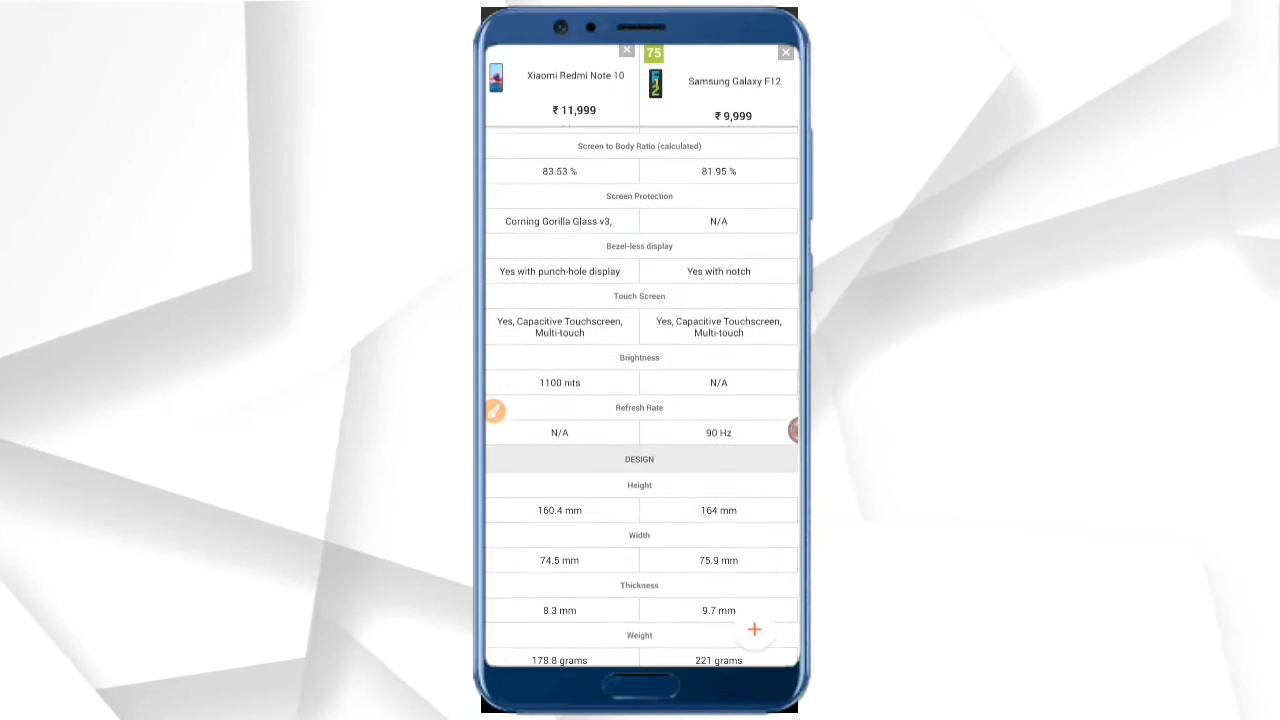 75
Xiaomi Redmi Note 10
Samsung Galaxy F12
₹ 11,999
₹ 9,999
Screen to Body Ratio (calculated)
83.53 %
81.95 %
Screen Protection
Corning Gorilla Glass v3,
N/A
Bezel-less display
Yes with punch-hole display
Yes with notch
Touch Screen
Yes, Capacitive Touchscreen,
Multi-touch
Yes, Capacitive Touchscreen,
Multi-touch
Brightness
1100 nits
N/A
Refresh Rate
N/A
90 Hz
DESIGN
Height
160.4 mm
164 mm
Width
74.5 mm
75.9 mm
Thickness
8.3 mm
9.7 mm
Weight
178.8 grams
221 grams